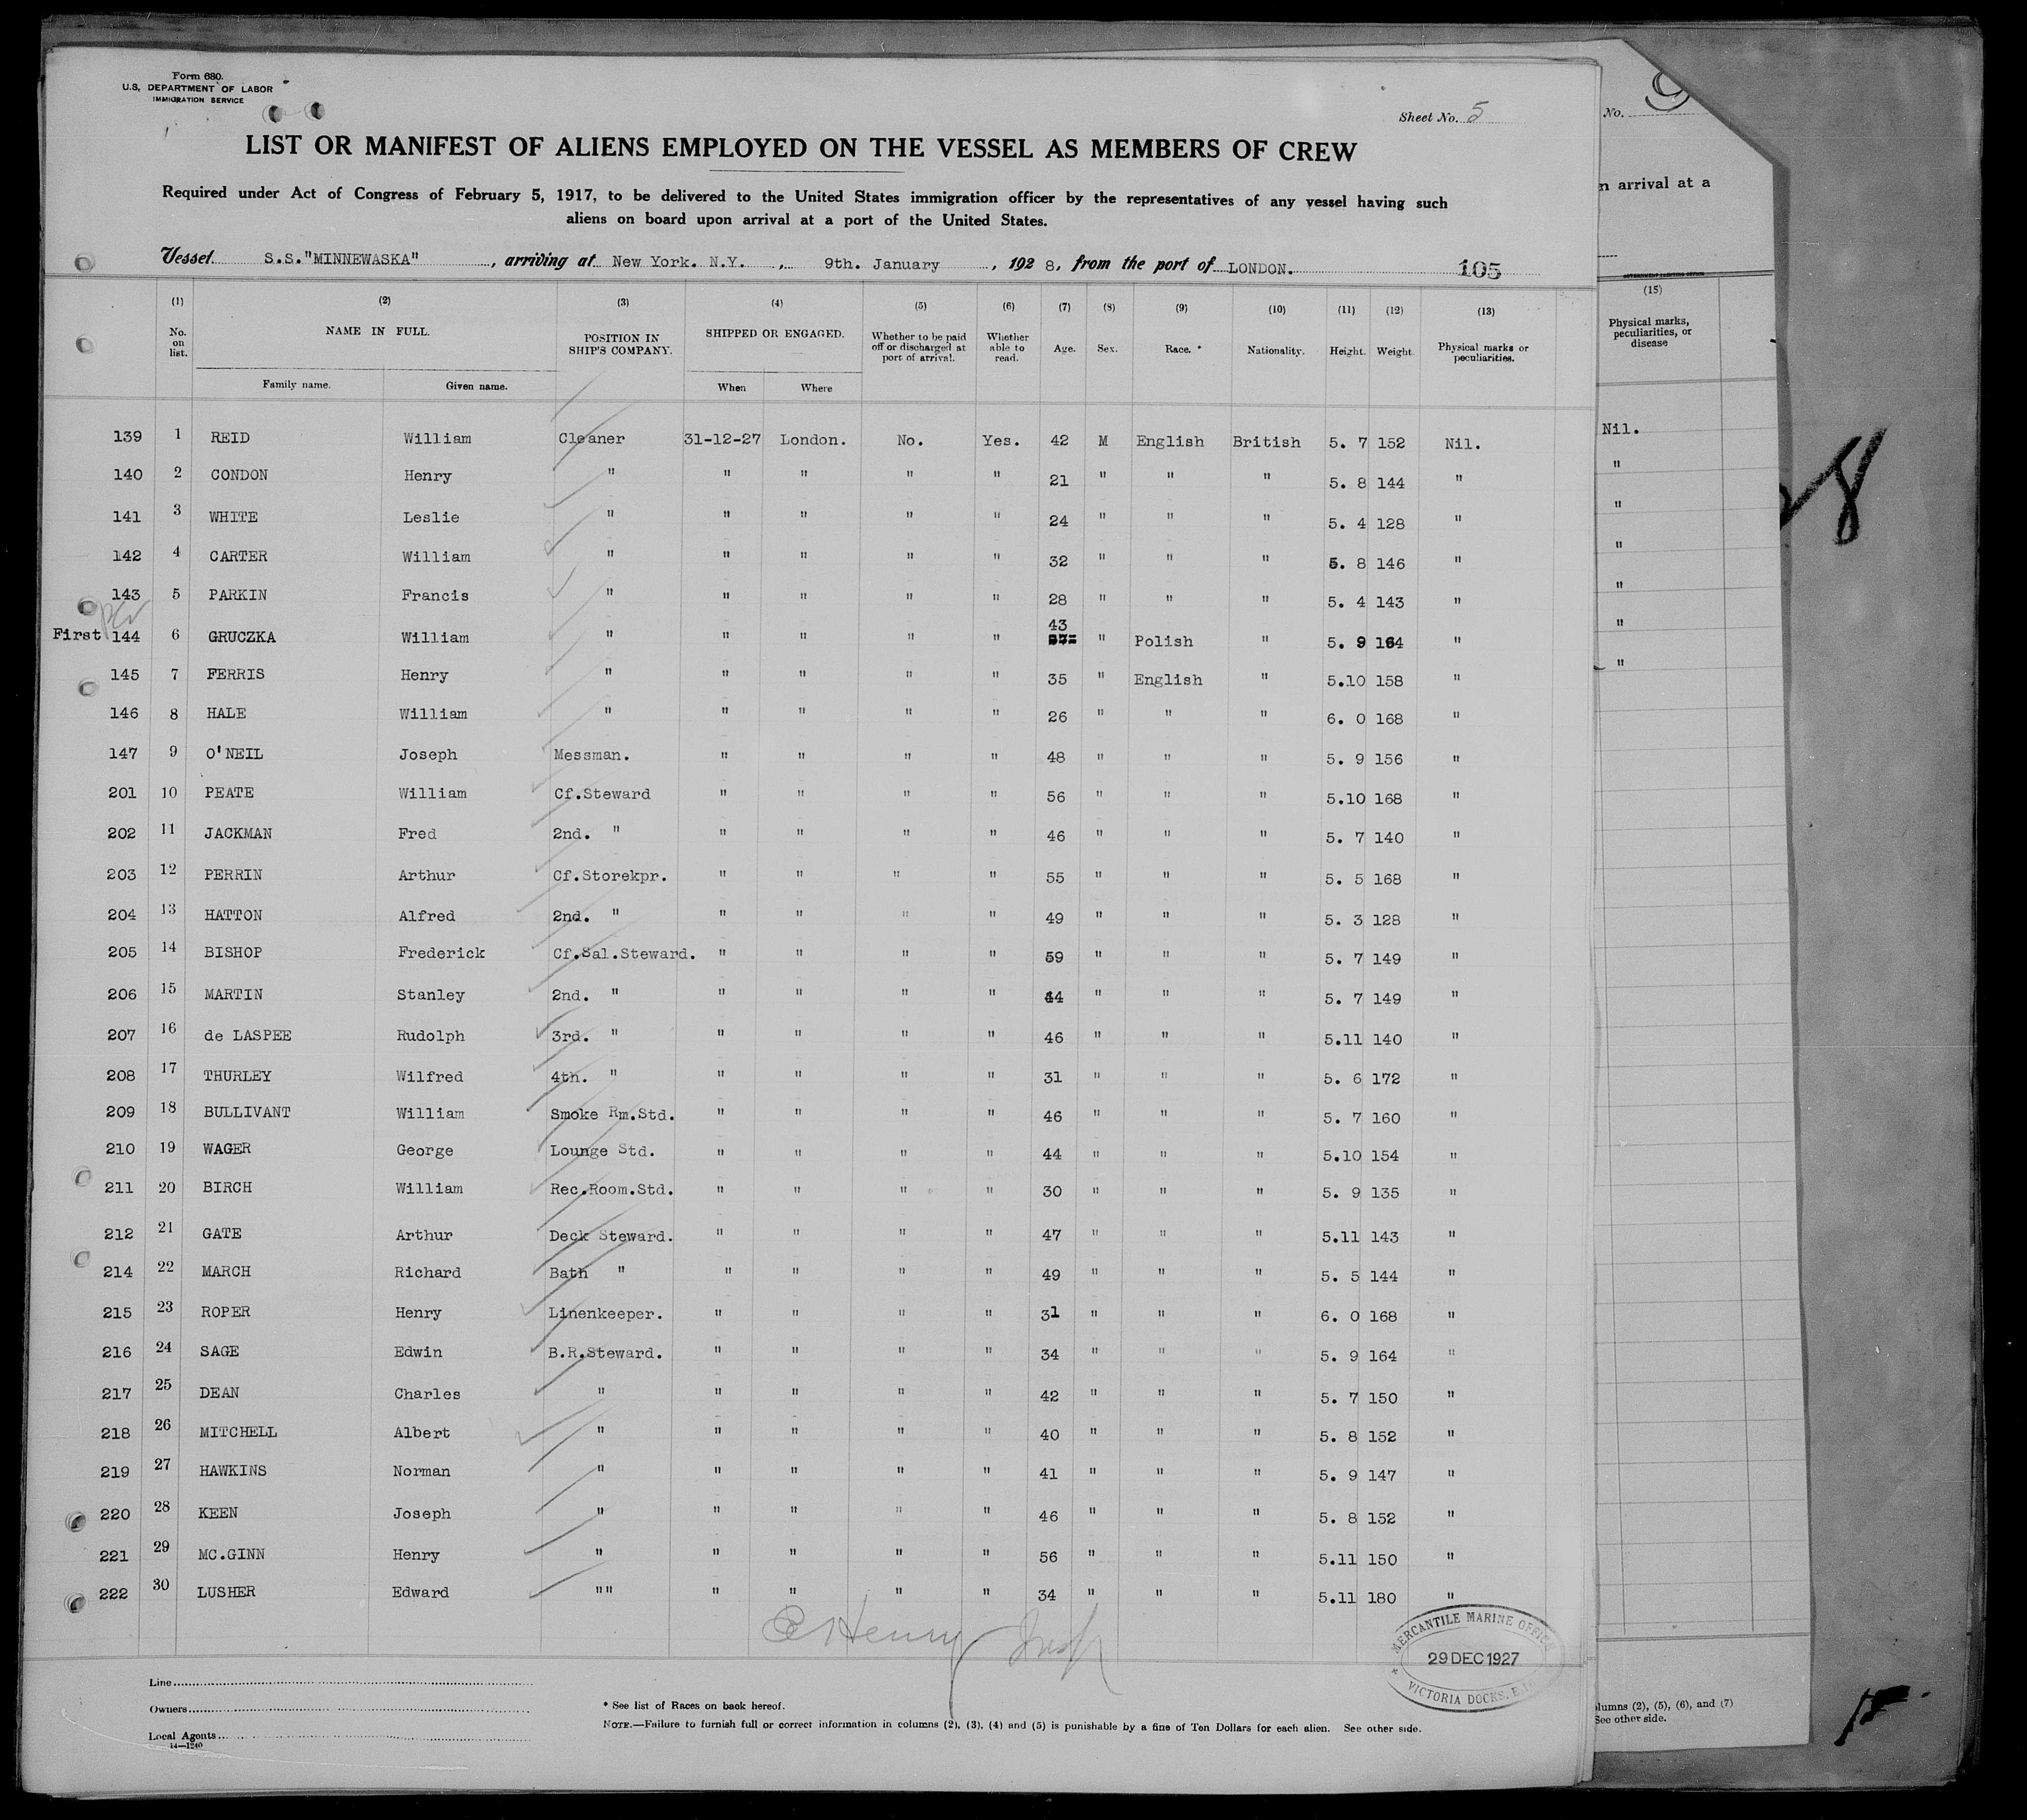 Form 680.
U.S. DEPARTMENT OF LABOR
IMMIGRATION SERVICE
Sheet No. 5
No. 9
LIST OR MANIFEST OF ALIENS EMPLOYED ON THE VESSEL AS MEMBERS OF CREW
Required under Act of Congress of February 5, 1917, to be delivered to the United States immigration officer by the representatives of any vessel having such
aliens on board upon arrival at a port of the United States.
n arrival at a
Vessel S.S."MINNEWASKA", arriving at New York. N.Y., 9th. January, 1928, from the port of LONDON. 105
(1) (2) (3) (4) (5) (6) (7) (8) (9) (10) (11) (12) (13)
No. on list. NAME IN FULL. POSITION IN SHIP'S COMPANY. SHIPPED OR ENGAGED. Whether to be paid off or discharged at port of arrival. Whether able to read. Age. Sex. Race. * Nationality. Height. Weight. Physical marks or peculiarities.
Family name. Given name. When Where
(15)
Physical marks, peculiarities, or disease
139 1 REID William Cleaner 31-12-27 London. No. Yes. 42 M English British 5. 7 152 Nil.
140 2 CONDON Henry " " " " " 21 " " " 5. 8 144 "
141 3 WHITE Leslie " " " " " 24 " " " 5. 4 128 "
142 4 CARTER William " " " " " 32 " " " 5. 8 146 "
143 5 PARKIN Francis " " " " " 28 " " " 5. 4 143 "
First 144 6 GRUCZKA William " " " " " 43 " Polish " 5. 9 164 "
145 7 FERRIS Henry " " " " " 35 " English " 5.10 158 "
146 8 HALE William " " " " " 26 " " " 6. 0 168 "
147 9 O'NEIL Joseph Messman. " " " " 48 " " " 5. 9 156 "
201 10 PEATE William Cf.Steward " " " " 56 " " " 5.10 168 "
202 11 JACKMAN Fred 2nd. " " " " " 46 " " " 5. 7 140 "
203 12 PERRIN Arthur Cf.Storekpr. " " " " 55 " " " 5. 5 168 "
204 13 HATTON Alfred 2nd. " " " " " 49 " " " 5. 3 128 "
205 14 BISHOP Frederick Cf.Sal.Steward. " " " " 59 " " " 5. 7 149 "
206 15 MARTIN Stanley 2nd. " " " " " 44 " " " 5. 7 149 "
207 16 de LASPEE Rudolph 3rd. " " " " " 46 " " " 5.11 140 "
208 17 THURLEY Wilfred 4th. " " " " " 31 " " " 5. 6 172 "
209 18 BULLIVANT William Smoke Rm.Std. " " " " 46 " " " 5. 7 160 "
210 19 WAGER George Lounge Std. " " " " 44 " " " 5.10 154 "
211 20 BIRCH William Rec.Room.Std. " " " " 30 " " " 5. 9 135 "
212 21 GATE Arthur Deck Steward. " " " " 47 " " " 5.11 143 "
214 22 MARCH Richard Bath " " " " " 49 " " " 5. 5 144 "
215 23 ROPER Henry Linenkeeper. " " " " 31 " " " 6. 0 168 "
216 24 SAGE Edwin B.R.Steward. " " " " 34 " " " 5. 9 164 "
217 25 DEAN Charles " " " " " 42 " " " 5. 7 150 "
218 26 MITCHELL Albert " " " " " 40 " " " 5. 8 152 "
219 27 HAWKINS Norman " " " " " 41 " " " 5. 9 147 "
220 28 KEEN Joseph " " " " " 46 " " " 5. 8 152 "
221 29 MC.GINN Henry " " " " " 56 " " " 5.11 150 "
222 30 LUSHER Edward "" " " " " 34 " " " 5.11 180 "
Nil.
"
"
"
"
"
"
Henry
MERCANTILE MARINE OFFICE
29 DEC 1927
VICTORIA DOCKS. E.
Line
Owners
Local Agents
14—1240
* See list of Races on back hereof.
NOTE.—Failure to furnish full or correct information in columns (2), (3), (4) and (5) is punishable by a fine of Ten Dollars for each alien. See other side.
lumns (2), (5), (6), and (7)
See other side.